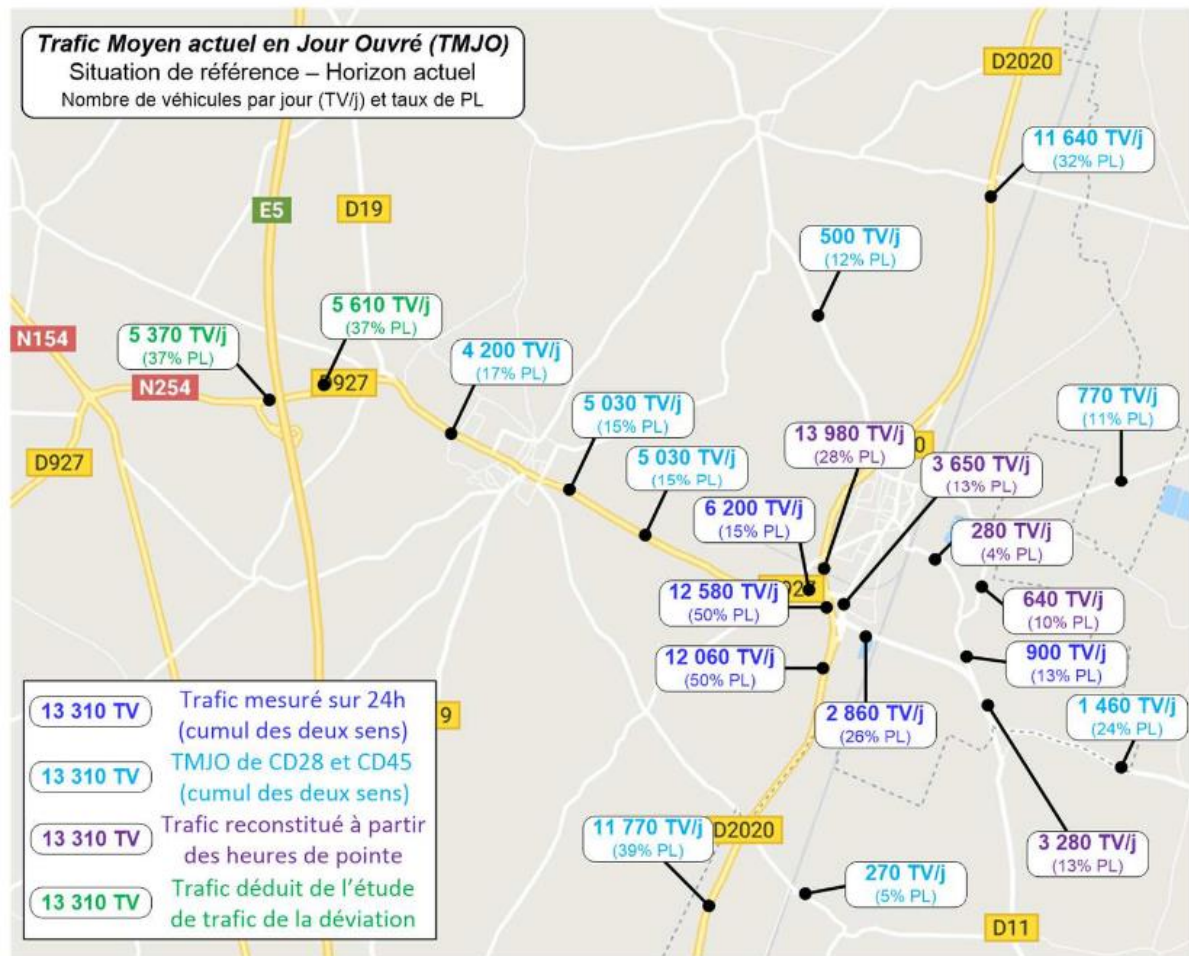 Trafic Moyen actuel en Jour Ouvré (TMJO)
Situation de référence – Horizon actuel
Nombre de véhicules par jour (TV/j) et taux de PL
D2020
11 640 TV/j
(32% PL)
E5
D19
500 TV/j
(12% PL)
5 610 TV/j
(37% PL)
5 370 TV/j
(37% PL)
N154
N254
D927
4 200 TV/j
(17% PL)
770 TV/j
(11% PL)
5 030 TV/j
(15% PL)
13 980 TV/j
(28% PL)
0
D927
5 030 TV/j
(15% PL)
3 650 TV/j
(13% PL)
6 200 TV/j
(15% PL)
280 TV/j
(4% PL)
927
12 580 TV/j
(50% PL)
640 TV/j
(10% PL)
12 060 TV/j
(50% PL)
900 TV/j
(13% PL)
2 860 TV/j
(26% PL)
1 460 TV/j
(24% PL)
9
13 310 TV
Trafic mesuré sur 24h
(cumul des deux sens)
13 310 TV
TMJO de CD28 et CD45
(cumul des deux sens)
13 310 TV
Trafic reconstitué à partir
des heures de pointe
13 310 TV
Trafic déduit de l'étude
de trafic de la déviation
11 770 TV/j
(39% PL)
D2020
3 280 TV/j
(13% PL)
270 TV/j
(5% PL)
D11